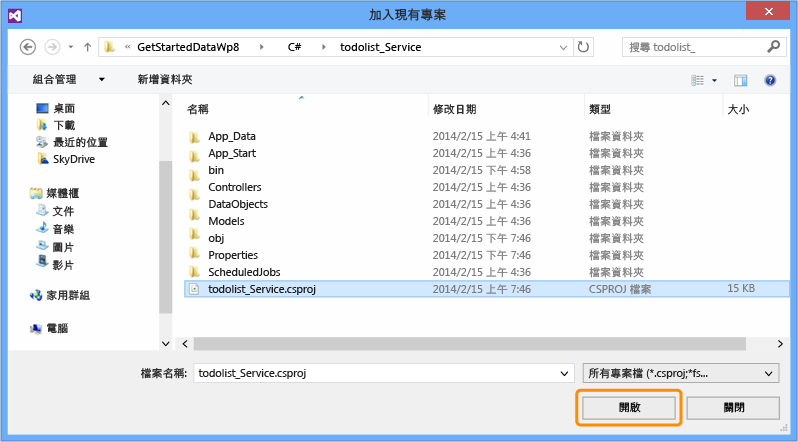 加入現有專案
« GetStartedDataWp8 C# todolist_Service 搜尋 todolist_
組合管理 新增資料夾
名稱 修改日期 類型 大小
桌面
下載
最近的位置
SkyDrive
媒體櫃
文件
音樂
圖片
影片
家用群組
電腦
App_Data 2014/2/15 上午 4:41 檔案資料夾
App_Start 2014/2/15 上午 4:36 檔案資料夾
bin 2014/2/15 下午 4:58 檔案資料夾
Controllers 2014/2/15 上午 4:36 檔案資料夾
DataObjects 2014/2/15 上午 4:36 檔案資料夾
Models 2014/2/15 上午 4:36 檔案資料夾
obj 2014/2/15 下午 7:46 檔案資料夾
Properties 2014/2/15 下午 7:46 檔案資料夾
ScheduledJobs 2014/2/15 上午 4:36 檔案資料夾
todolist_Service.csproj 2014/2/15 上午 7:46 CSPROJ 檔案 15 KB
檔案名稱: todolist_Service.csproj 所有專案檔 (*.csproj;*fs...
開啟 關閉